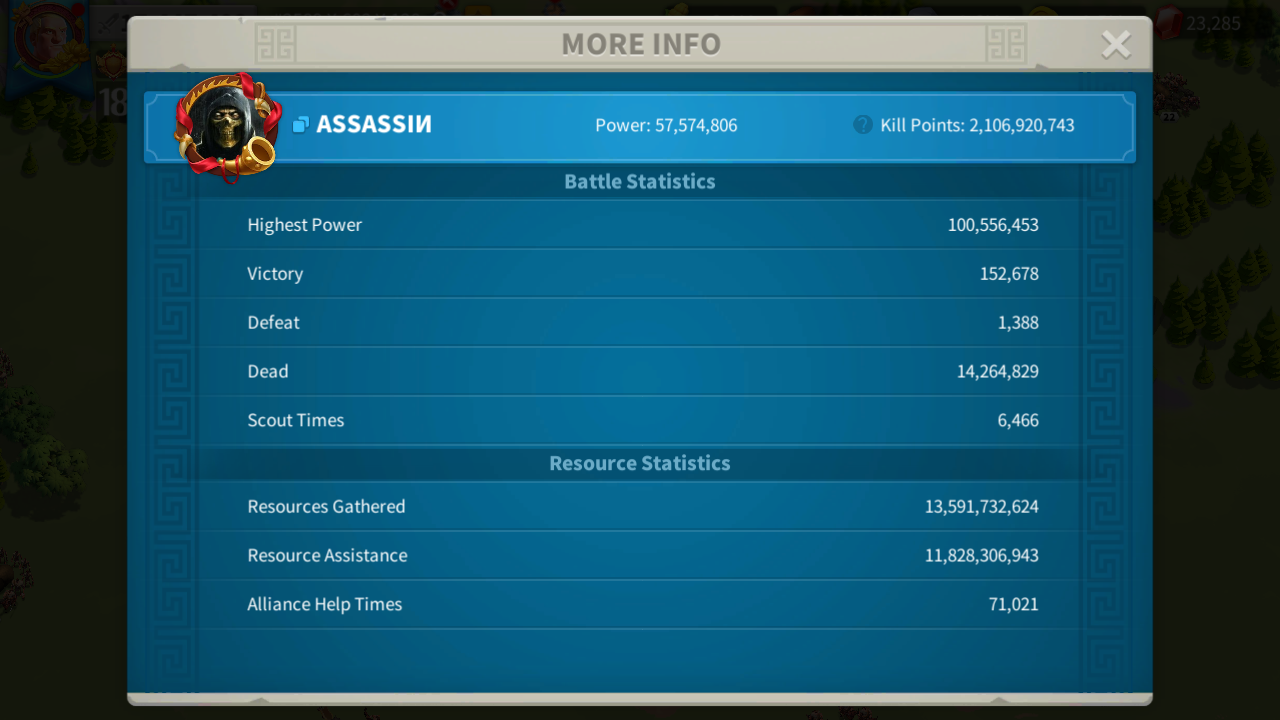 23,285
MORE INFO
18
ASSASSIИ
Power: 57,574,806
? Kill Points: 2,106,920,743
22
Battle Statistics
Highest Power 100,556,453
Victory 152,678
Defeat 1,388
Dead 14,264,829
Scout Times 6,466
Resource Statistics
Resources Gathered 13,591,732,624
Resource Assistance 11,828,306,943
Alliance Help Times 71,021